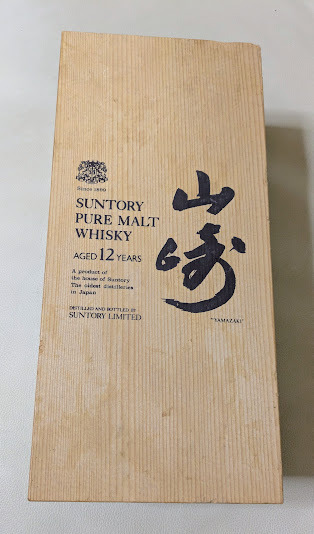 Since 1899
SUNTORY
PURE MALT
WHISKY
AGED 12 YEARS
A product of
the house of Suntory
The oldest distilleries
in Japan
DISTILLED AND BOTTLED BY
SUNTORY LIMITED
山崎
"YAMAZAKI"